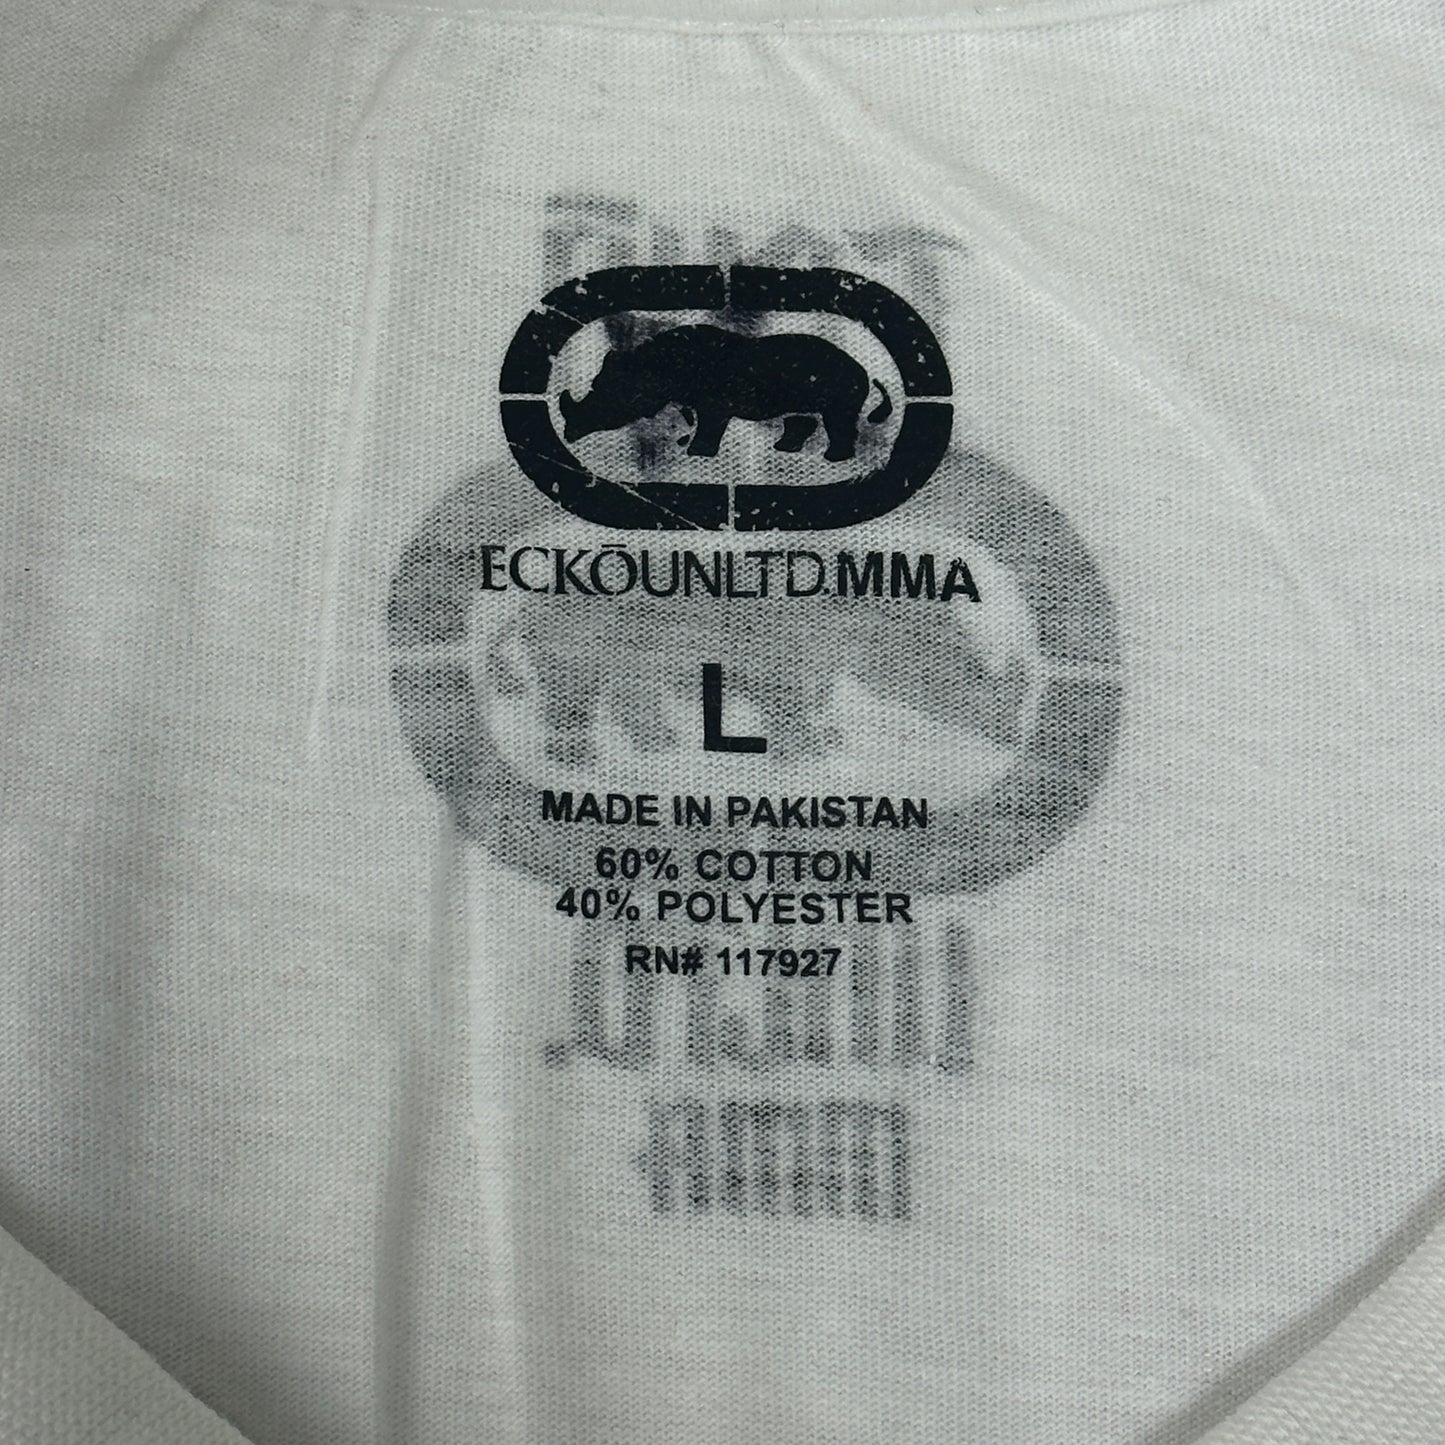 ECKŌUNLTD.MMA
L
MADE IN PAKISTAN
60% COTTON
40% POLYESTER
RN# 117927